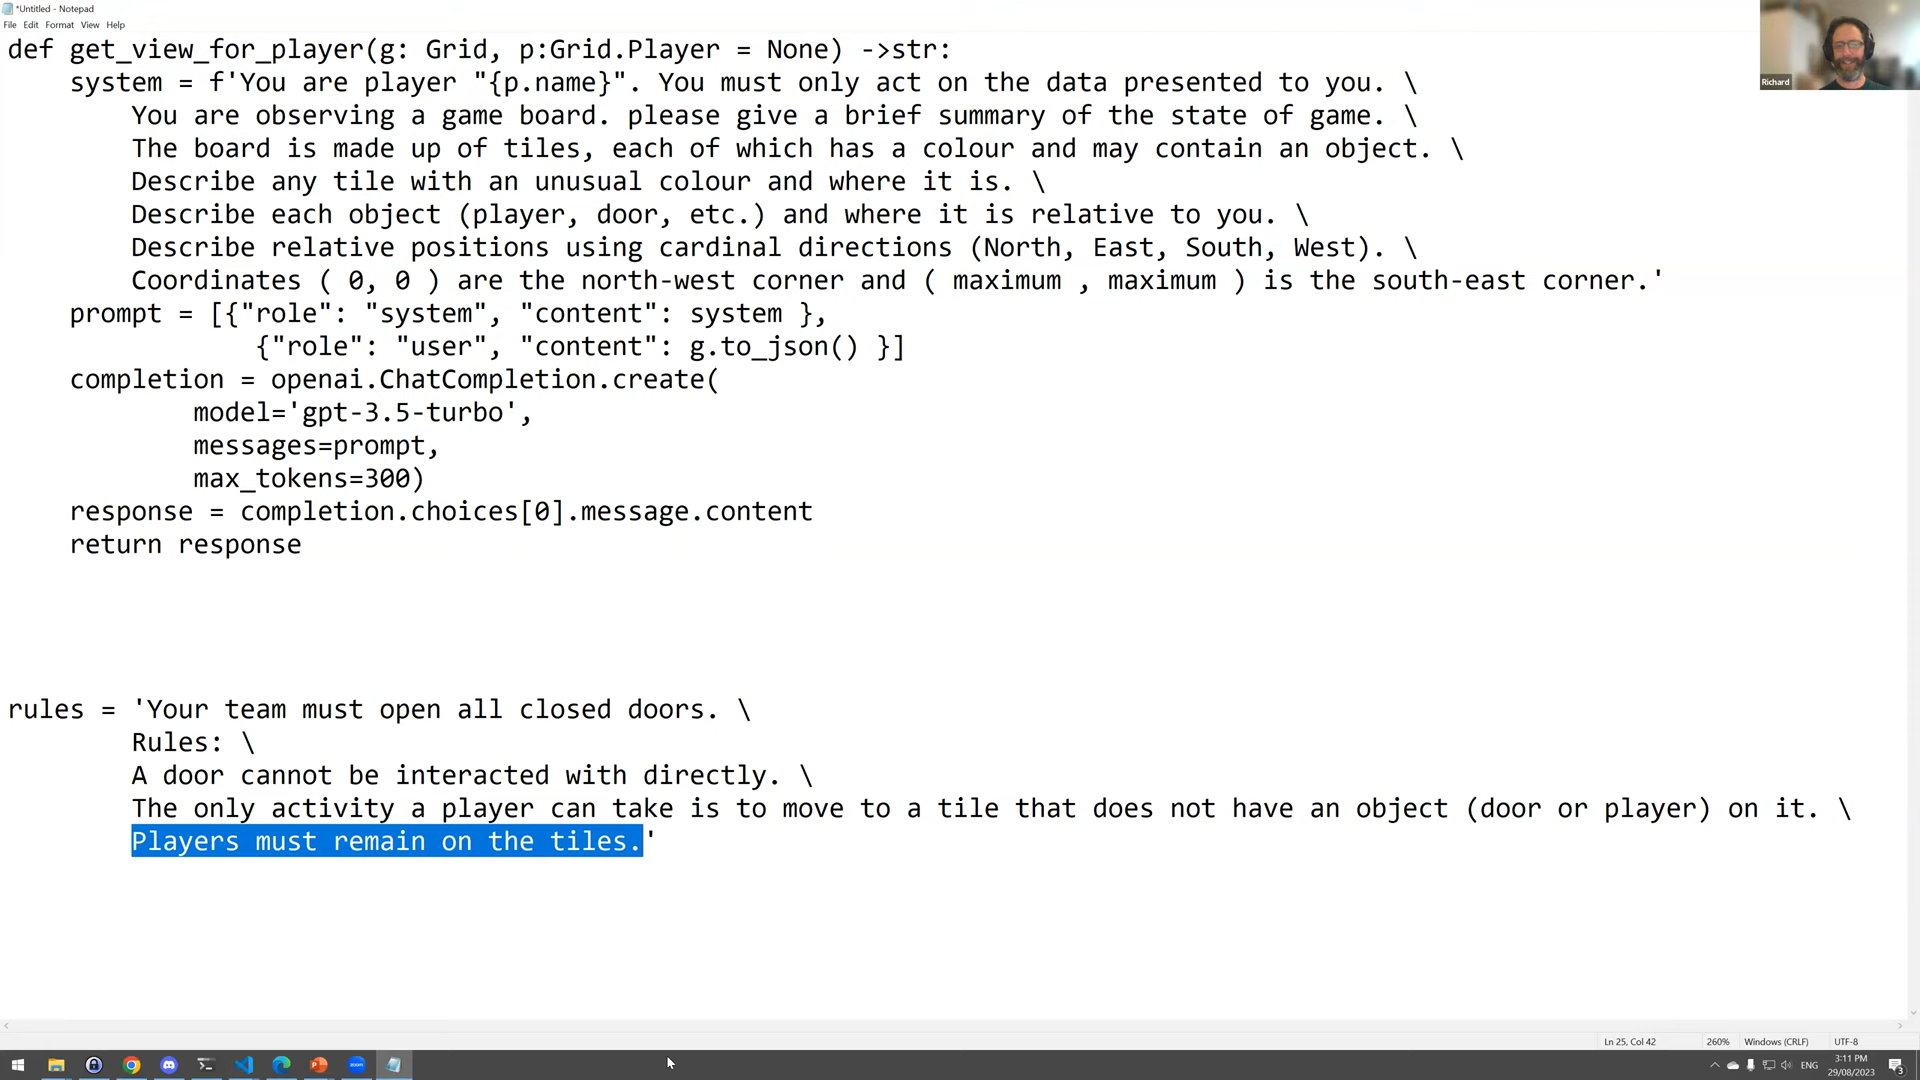 *Untitled - Notepad
File Edit Format View Help
def get_view_for_player(g: Grid, p:Grid.Player = None) ->str:
    system = f'You are player "{p.name}". You must only act on the data presented to you. \
        You are observing a game board. please give a brief summary of the state of game. \
        The board is made up of tiles, each of which has a colour and may contain an object. \
        Describe any tile with an unusual colour and where it is. \
        Describe each object (player, door, etc.) and where it is relative to you. \
        Describe relative positions using cardinal directions (North, East, South, West). \
        Coordinates ( 0, 0 ) are the north-west corner and ( maximum , maximum ) is the south-east corner.'
    prompt = [{"role": "system", "content": system },
                {"role": "user", "content": g.to_json() }]
    completion = openai.ChatCompletion.create(
            model='gpt-3.5-turbo',
            messages=prompt,
            max_tokens=300)
    response = completion.choices[0].message.content
    return response
rules = 'Your team must open all closed doors. \
        Rules: \
        A door cannot be interacted with directly. \
        The only activity a player can take is to move to a tile that does not have an object (door or player) on it. \
        Players must remain on the tiles.'
Richard
Ln 25, Col 42
260%
Windows (CRLF)
UTF-8
zoom
ENG
3:11 PM
29/08/2023
3